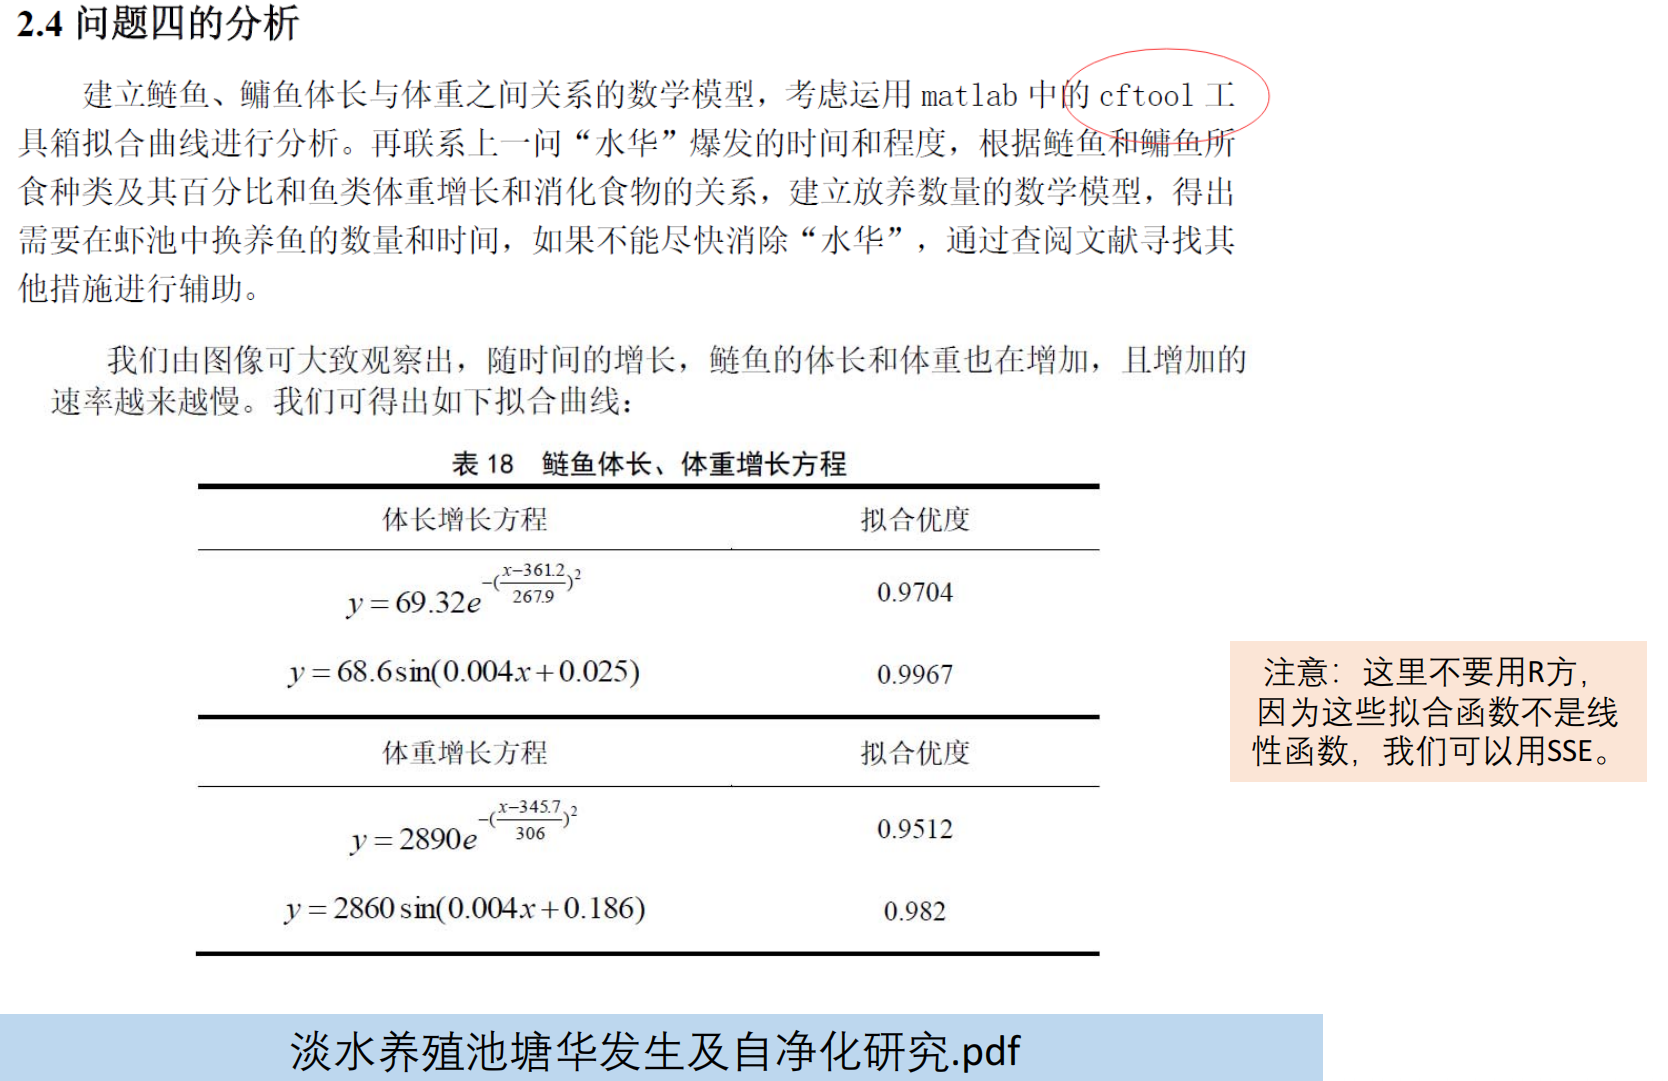 2.4 问题四的分析
建立鲢鱼、鳙鱼体长与体重之间关系的数学模型，考虑运用 matlab 中的 cftool 工
具箱拟合曲线进行分析。再联系上一问“水华”爆发的时间和程度，根据鲢鱼和鳙鱼所
食种类及其百分比和鱼类体重增长和消化食物的关系，建立放养数量的数学模型，得出
需要在虾池中换养鱼的数量和时间，如果不能尽快消除“水华”，通过查阅文献寻找其
他措施进行辅助。
我们由图像可大致观察出，随时间的增长，鲢鱼的体长和体重也在增加，且增加的
速率越来越慢。我们可得出如下拟合曲线：
表 18 鲢鱼体长、体重增长方程
体长增长方程 拟合优度
y = 69.32e^{-(\frac{x-361.2}{267.9})^2} 0.9704
y = 68.6sin(0.004x+0.025) 0.9967
体重增长方程 拟合优度
y = 2890e^{-(\frac{x-345.7}{306})^2} 0.9512
y = 2860sin(0.004x+0.186) 0.982
注意：这里不要用R方，
因为这些拟合函数不是线
性函数，我们可以用SSE。
淡水养殖池塘华发生及自净化研究.pdf